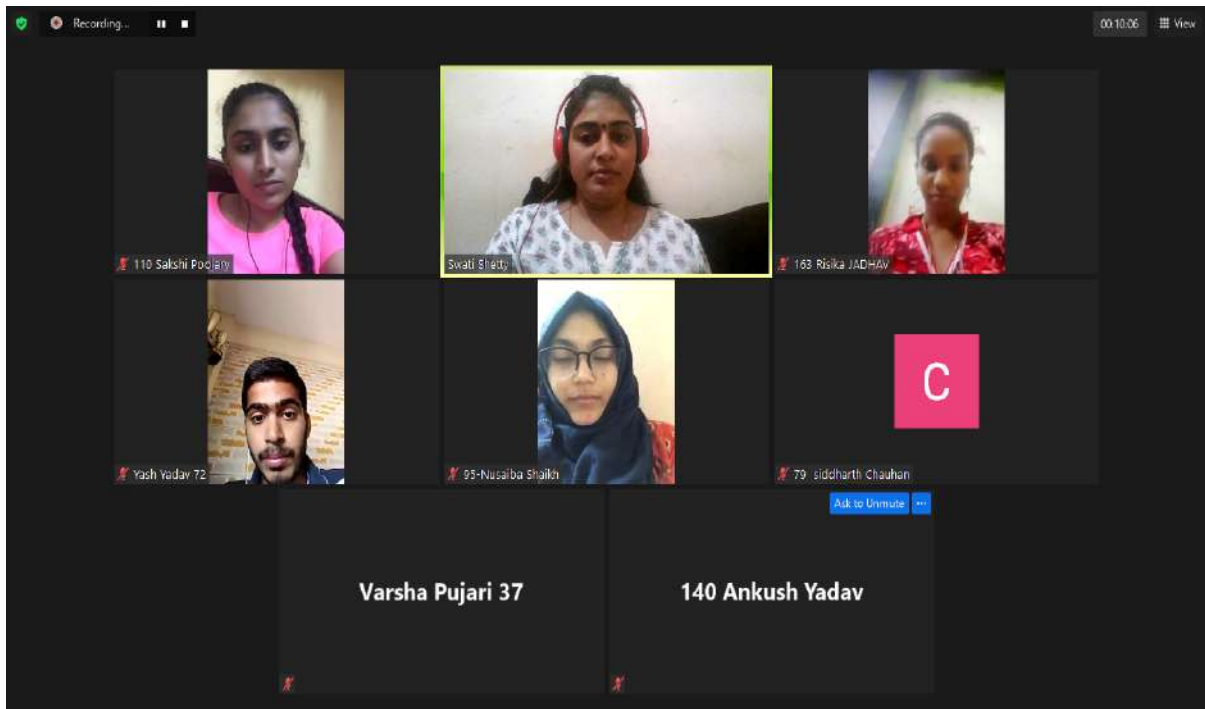 Recording...
00:10:06
View
110 Sakshi Poojary
Swati Shetty
163 Risika JADHAV
Yash Yadav 72
95-Nusaiba Shaikh
C
79 siddharth Chauhan
Ask to Unmute ...
Varsha Pujari 37
140 Ankush Yadav